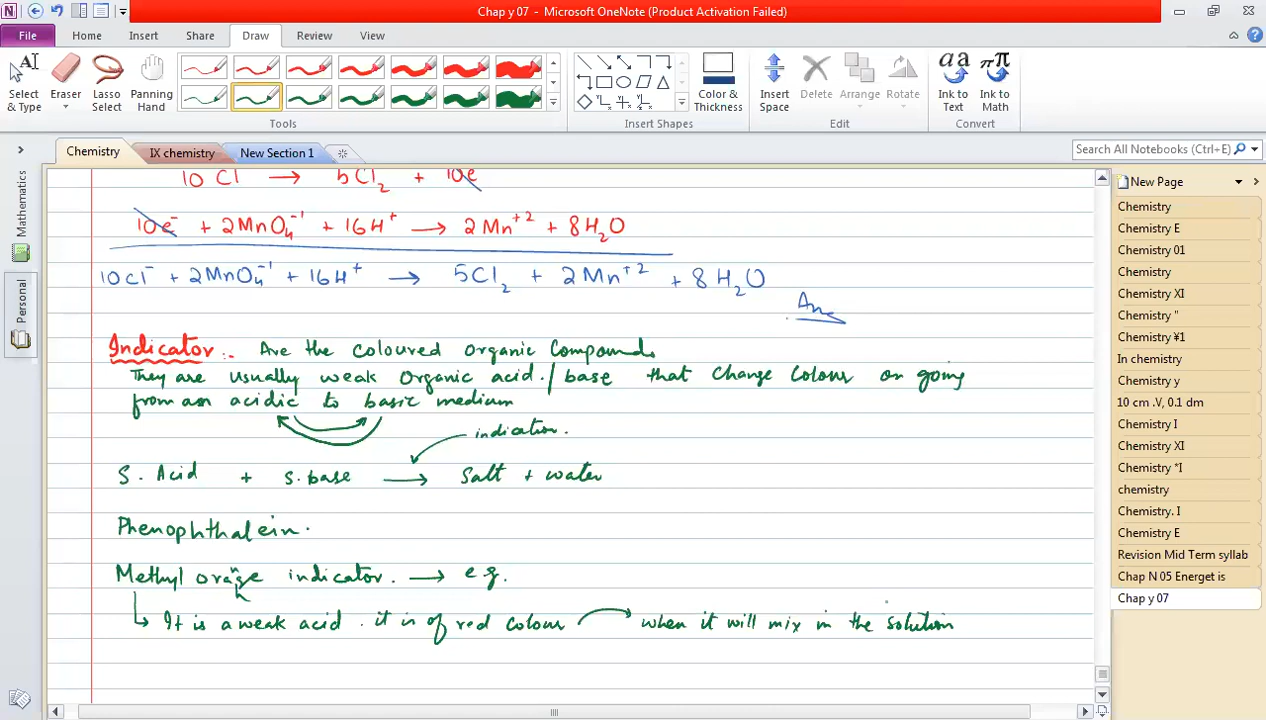 Chap y 07 - Microsoft OneNote (Product Activation Failed)
File Home Insert Share Draw Review View
Select & Type
Eraser
Lasso Select
Panning Hand
Color & Thickness
Insert Space
Delete
Arrange
Rotate
Ink to Text
Ink to Math
Tools
Insert Shapes
Edit
Convert
Chemistry IX chemistry New Section 1
Search All Notebooks (Ctrl+E)
Mathematics
Personal
10 Cl → 5Cl₂ + 10e
10e⁻ + 2MnO₄⁻¹ + 16H⁺ → 2Mn⁺² + 8H₂O
10Cl⁻ + 2MnO₄⁻¹ + 16H⁺ → 5Cl₂ + 2Mn⁺² + 8H₂O
Ans
Indicator :. Are the coloured organic Compounds
They are usually weak Organic acid./base that Change Colour on going
from an acidic to basic medium
indication.
S. Acid + s.base → Salt + water
Phenophthalein.
Methyl orange indicator. → e.g.
It is a weak acid. it is of red colour when it will mix in the solution
New Page
Chemistry
Chemistry E
Chemistry 01
Chemistry
Chemistry XI
Chemistry "
Chemistry ¥1
In chemistry
Chemistry y
10 cm .V, 0.1 dm
Chemistry I
Chemistry XI
Chemistry *I
chemistry
Chemistry. I
Chemistry E
Revision Mid Term syllab
Chap N 05 Energet is
Chap y 07